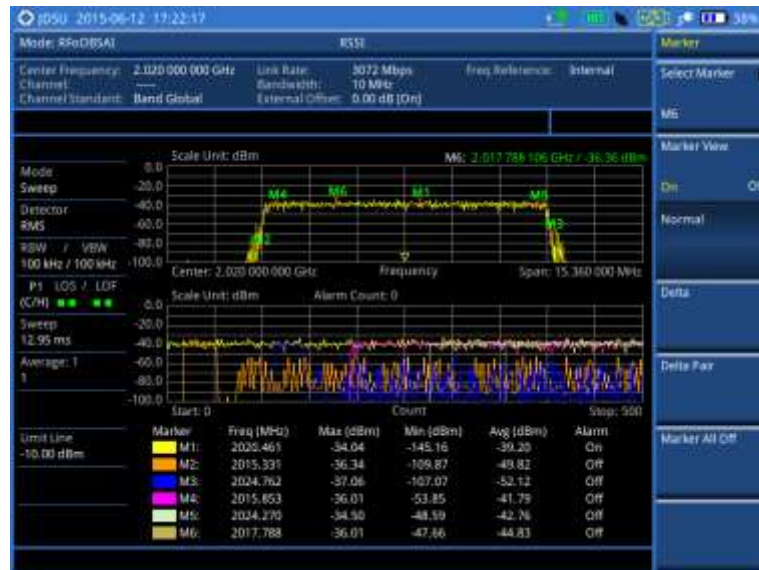 JDSU 2015-06-12 17:22:17 38%
Mode: RFoOBSAI RSSI Marker
Center Frequency: 2.020 000 000 GHz Link Rate: 3072 Mbps Freq Reference: Internal
Channel: ---- Bandwidth: 10 MHz
Channel Standard: Band Global External Offset: 0.00 dB [On]
Select Marker
M6
Marker View
On
Scale Unit: dBm M6: 2.017 788 106 GHz / -36.36 dBm
Mode
Sweep
Detector
RMS
RBW / VBW
100 kHz / 100 kHz
P1 LOS / LOF
(C/H)
Sweep
12.95 ms
Average: 1
1
Limit Line
-10.00 dBm
0.0
-20.0
-40.0
-60.0
-80.0
-100.0
M4 M6 M1 M5
M2 M3
Center: 2.020 000 000 GHz Frequency Span: 15.360 000 MHz
Scale Unit: dBm Alarm Count: 0
0.0
-20.0
-40.0
-60.0
-80.0
-100.0
Start: 0 Count Stop: 500
Marker Freq (MHz) Max (dBm) Min (dBm) Avg (dBm) Alarm
M1: 2020.461 -34.04 -145.16 -39.20 On
M2: 2015.331 -36.34 -109.87 -49.82 Off
M3: 2024.762 -37.06 -107.07 -52.12 Off
M4: 2015.853 -36.01 -53.85 -41.79 Off
M5: 2024.270 -34.50 -48.59 -42.76 Off
M6: 2017.788 -36.01 -47.66 -44.83 Off
Normal
Delta
Delta Pair
Marker All Off